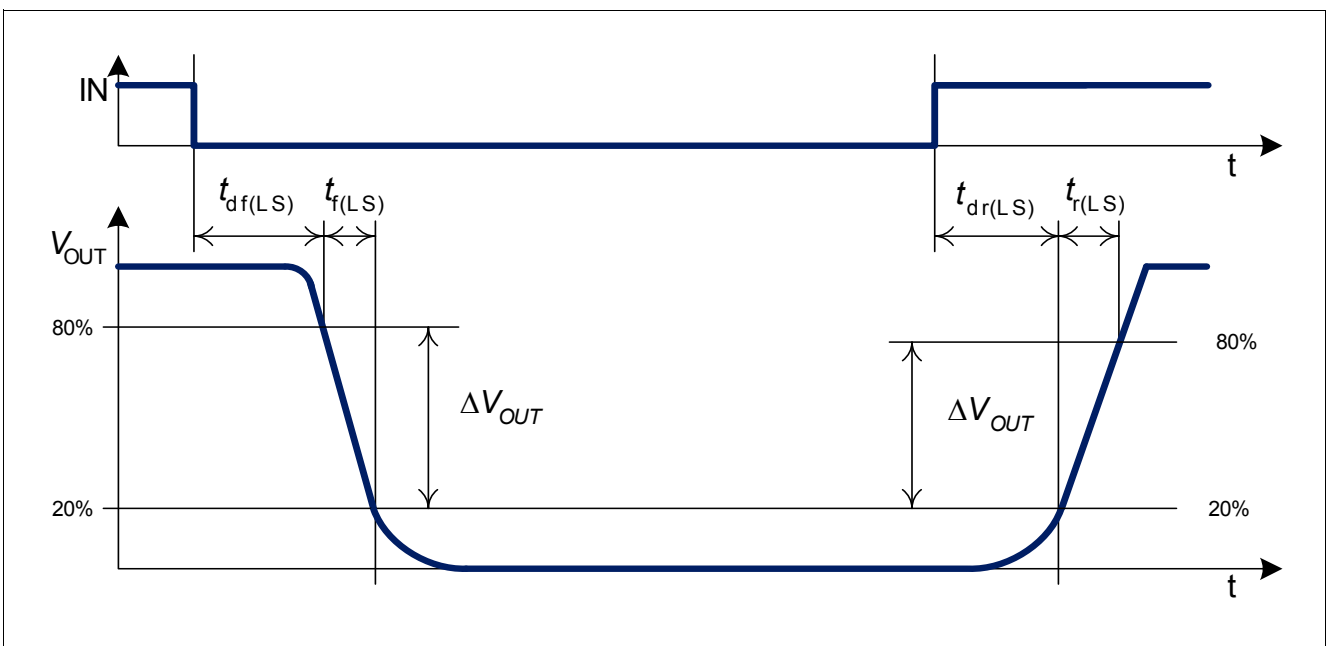 IN
t
tdf(LS) tf(LS) tdr(LS) tr(LS)
VOUT
80% 80%
ΔVOUT ΔVOUT
20% 20%
t